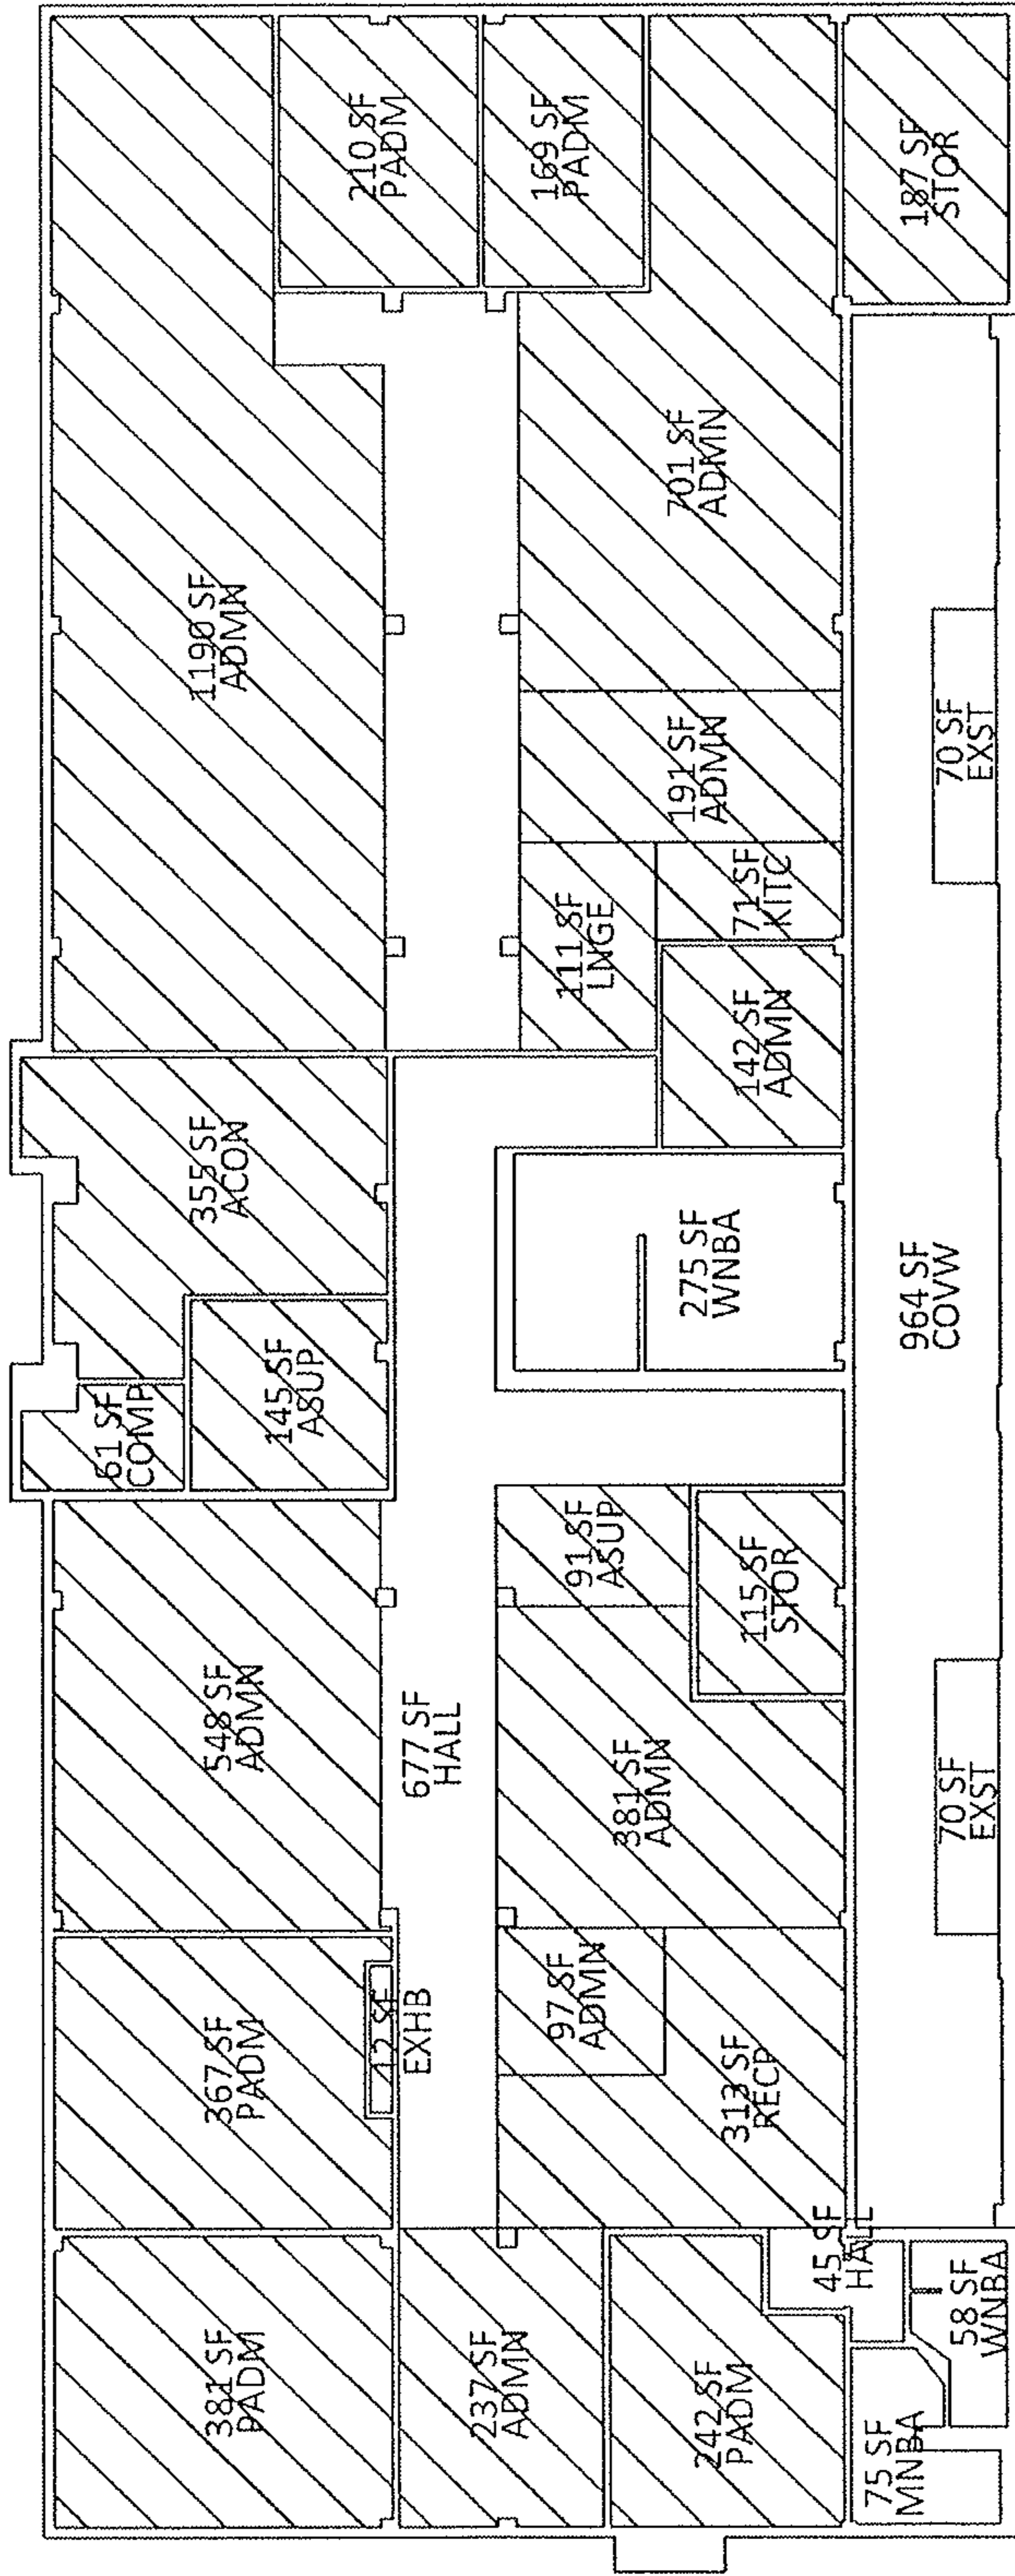 381 SF
PADM
367 SF
PADM
548 SF
ADMN
61 SF
COMP
355 SF
ACON
1190 SF
ADMN
210 SF
PADM
145 SF
ASUP
12 SF
EXHB
677 SF
HALL
169 SF
PADM
237 SF
ADMN
97 SF
ADMN
91 SF
ASUP
111 SF
LNGE
381 SF
ADMN
275 SF
WNBA
191 SF
ADMN
701 SF
ADMN
242 SF
PADM
313 SF
RECP
115 SF
STOR
142 SF
ADMN
71 SF
KITC
45 SF
HALL
75 SF
MNBA
58 SF
WNBA
964 SF
COVW
187 SF
STOR
70 SF
EXST
70 SF
EXST